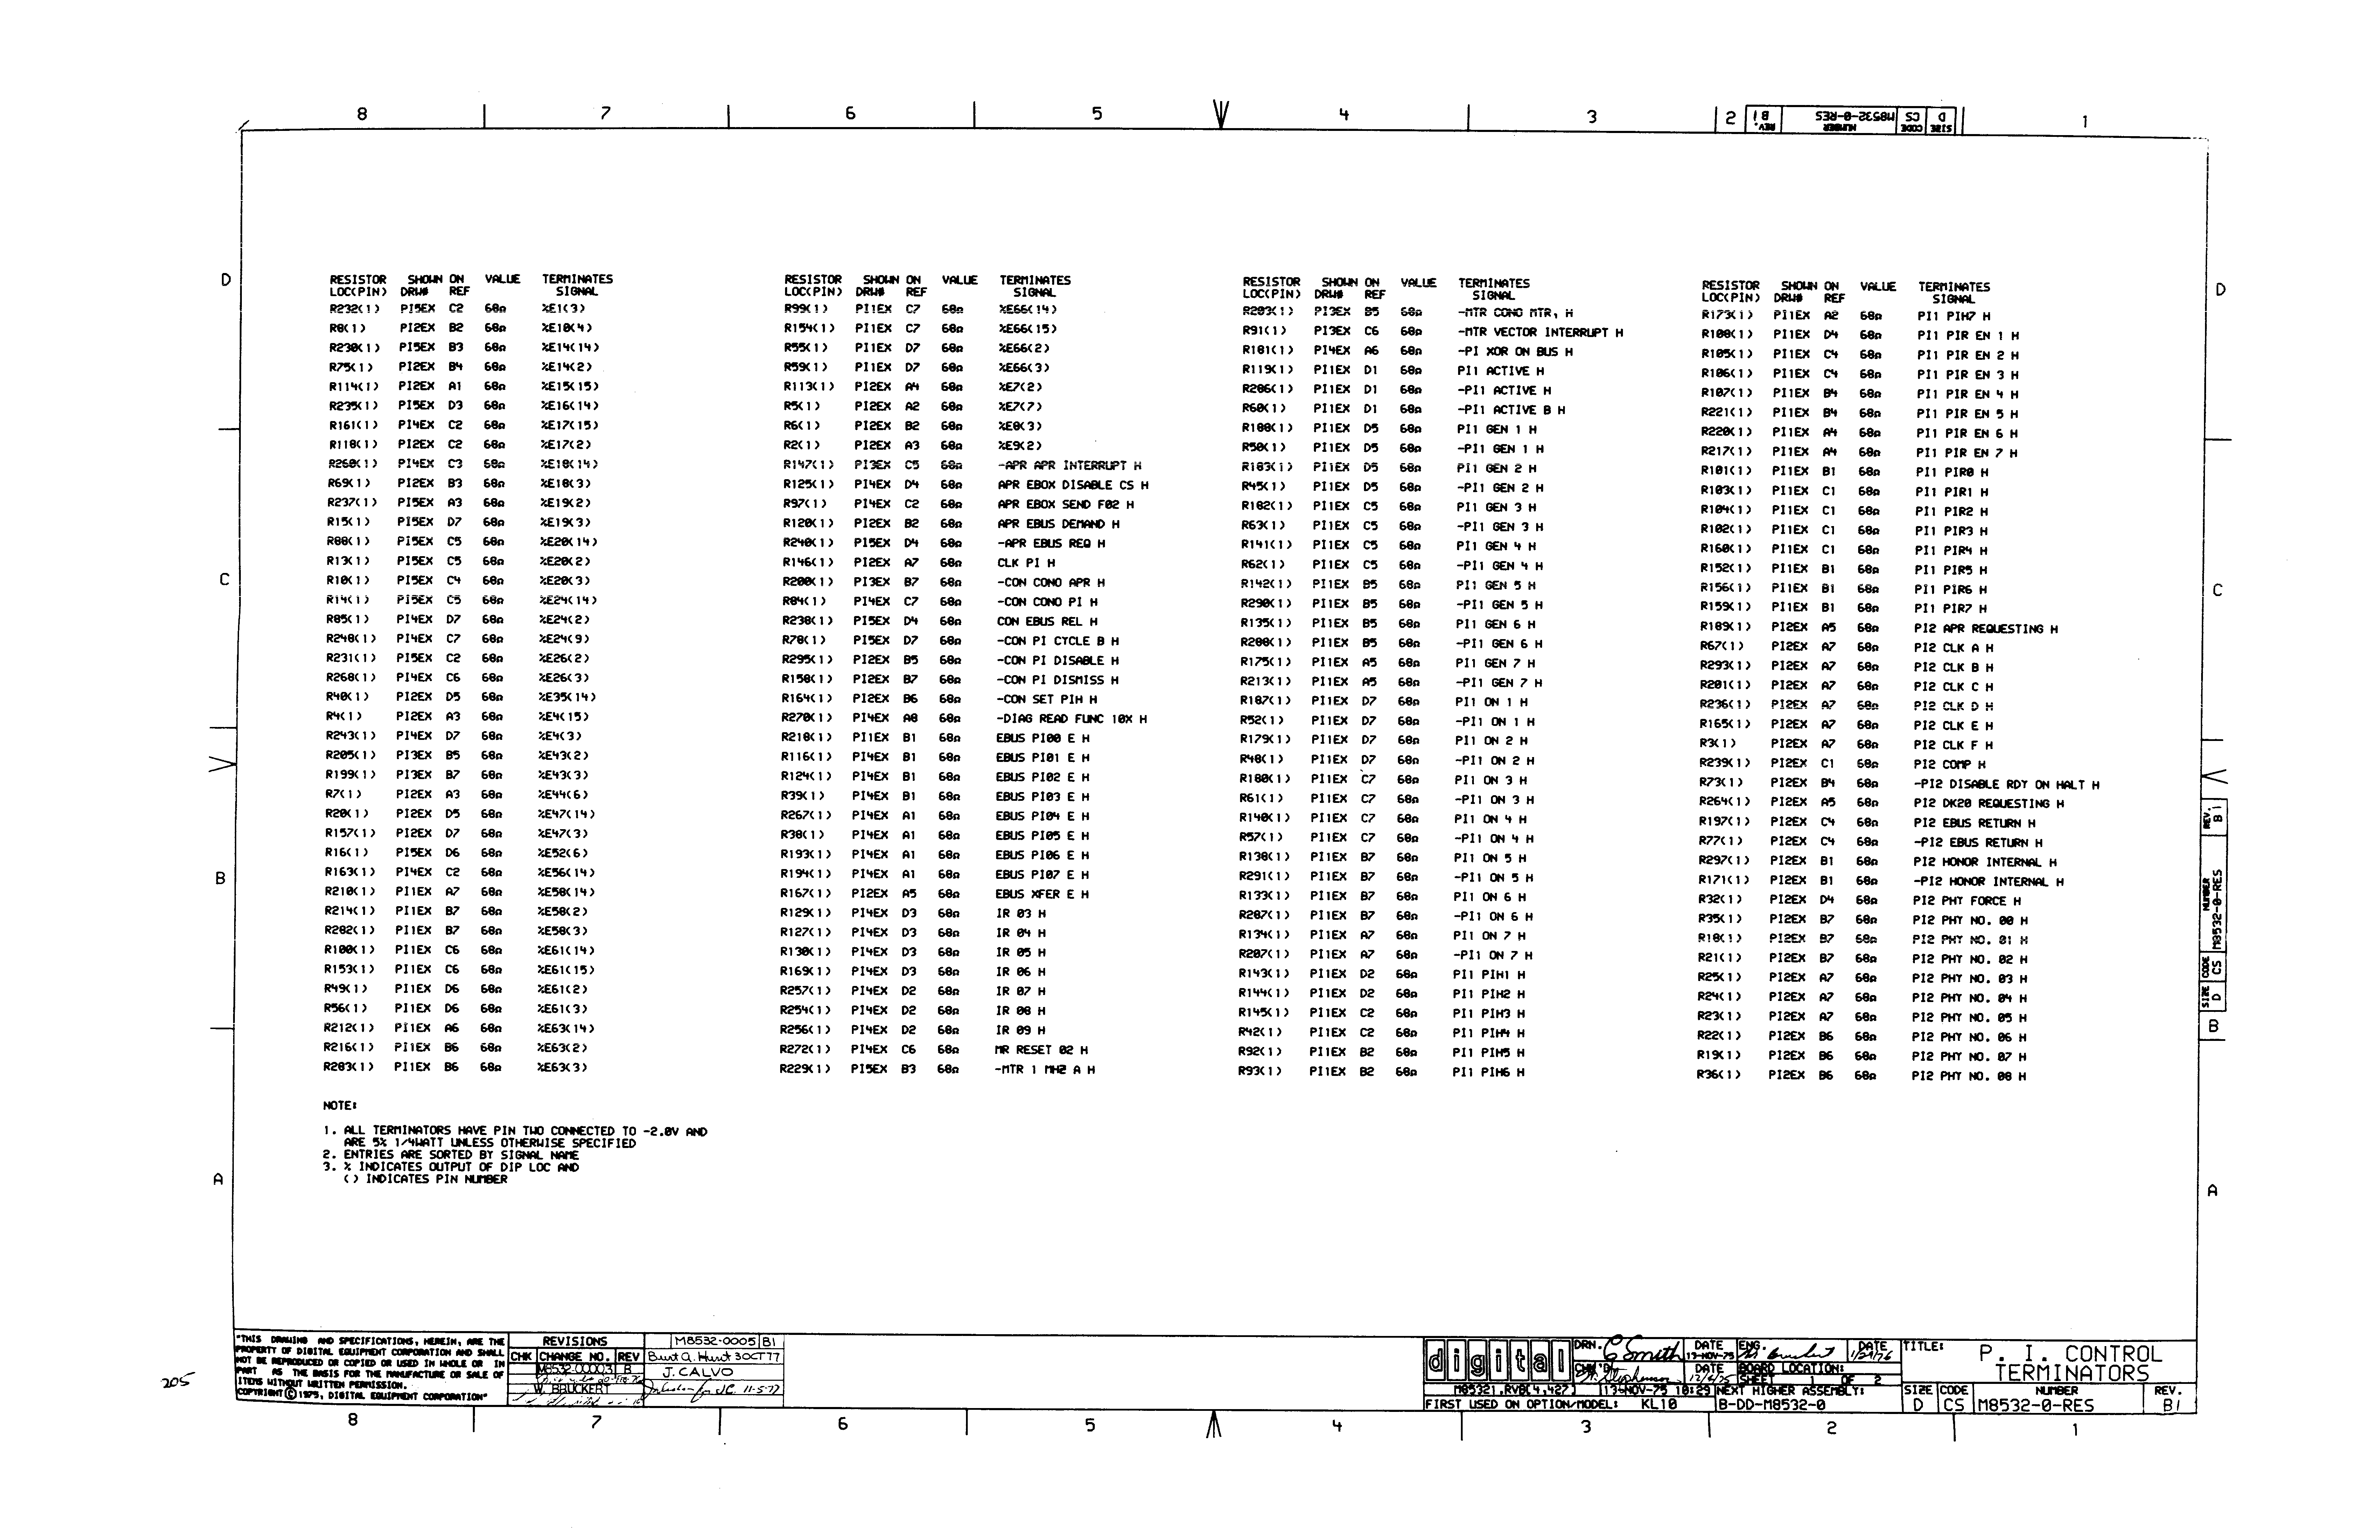 8 7 6 5 4 3 2 1
REV. B1 NUMBER M8532-0-RES CODE CS SIZE D
D
RESISTOR SHOWN ON VALUE TERMINATES
LOC(PIN) DRW# REF SIGNAL
R232(1) PI5EX C2 68Ω %E1(3)
R8(1) PI2EX B2 68Ω %E10(4)
R230(1) PI5EX B3 68Ω %E14(14)
R75(1) PI2EX B4 68Ω %E14(2)
R114(1) PI2EX A1 68Ω %E15(15)
R235(1) PI5EX D3 68Ω %E16(14)
R161(1) PI4EX C2 68Ω %E17(15)
R118(1) PI2EX C2 68Ω %E17(2)
R260(1) PI4EX C3 68Ω %E18(14)
R69(1) PI2EX B3 68Ω %E18(3)
R237(1) PI5EX A3 68Ω %E19(2)
R15(1) PI5EX D7 68Ω %E19(3)
R88(1) PI5EX C5 68Ω %E20(14)
R13(1) PI5EX C5 68Ω %E20(2)
R10(1) PI5EX C4 68Ω %E20(3)
R14(1) PI5EX C5 68Ω %E24(14)
R85(1) PI4EX D7 68Ω %E24(2)
R248(1) PI4EX C7 68Ω %E24(9)
R231(1) PI5EX C2 68Ω %E26(2)
R268(1) PI4EX C6 68Ω %E26(3)
R40(1) PI2EX D5 68Ω %E35(14)
R4(1) PI2EX A3 68Ω %E4(15)
R243(1) PI4EX D7 68Ω %E4(3)
R205(1) PI3EX B5 68Ω %E43(2)
R199(1) PI3EX B7 68Ω %E43(3)
R7(1) PI2EX A3 68Ω %E44(6)
R20(1) PI2EX D5 68Ω %E47(14)
R157(1) PI2EX D7 68Ω %E47(3)
R16(1) PI5EX D6 68Ω %E52(6)
R163(1) PI4EX C2 68Ω %E56(14)
R210(1) PI1EX A7 68Ω %E58(14)
R214(1) PI1EX B7 68Ω %E58(2)
R282(1) PI1EX B7 68Ω %E58(3)
R100(1) PI1EX C6 68Ω %E61(14)
R153(1) PI1EX C6 68Ω %E61(15)
R49(1) PI1EX D6 68Ω %E61(2)
R56(1) PI1EX D6 68Ω %E61(3)
R212(1) PI1EX A6 68Ω %E63(14)
R216(1) PI1EX B6 68Ω %E63(2)
R283(1) PI1EX B6 68Ω %E63(3)
RESISTOR SHOWN ON VALUE TERMINATES
LOC(PIN) DRW# REF SIGNAL
R99(1) PI1EX C7 68Ω %E66(14)
R154(1) PI1EX C7 68Ω %E66(15)
R55(1) PI1EX D7 68Ω %E66(2)
R59(1) PI1EX D7 68Ω %E66(3)
R113(1) PI2EX A4 68Ω %E7(2)
R5(1) PI2EX A2 68Ω %E7(7)
R6(1) PI2EX B2 68Ω %E8(3)
R2(1) PI2EX A3 68Ω %E9(2)
R147(1) PI3EX C5 68Ω -APR APR INTERRUPT H
R125(1) PI4EX D4 68Ω APR EBOX DISABLE CS H
R97(1) PI4EX C2 68Ω APR EBOX SEND F02 H
R120(1) PI2EX B2 68Ω APR EBUS DEMAND H
R240(1) PI5EX D4 68Ω -APR EBUS REQ H
R146(1) PI2EX A7 68Ω CLK PI H
R200(1) PI3EX B7 68Ω -CON CONO APR H
R84(1) PI4EX C7 68Ω -CON CONO PI H
R238(1) PI5EX D4 68Ω CON EBUS REL H
R78(1) PI5EX D7 68Ω -CON PI CYCLE B H
R295(1) PI2EX B5 68Ω -CON PI DISABLE H
R158(1) PI2EX B7 68Ω -CON PI DISMISS H
R164(1) PI2EX B6 68Ω -CON SET PIH H
R270(1) PI4EX A8 68Ω -DIAG READ FUNC 10X H
R218(1) PI1EX B1 68Ω EBUS PI00 E H
R116(1) PI4EX B1 68Ω EBUS PI01 E H
R124(1) PI4EX B1 68Ω EBUS PI02 E H
R39(1) PI4EX B1 68Ω EBUS PI03 E H
R267(1) PI4EX A1 68Ω EBUS PI04 E H
R38(1) PI4EX A1 68Ω EBUS PI05 E H
R193(1) PI4EX A1 68Ω EBUS PI06 E H
R194(1) PI4EX A1 68Ω EBUS PI07 E H
R167(1) PI2EX A5 68Ω EBUS XFER E H
R129(1) PI4EX D3 68Ω IR 03 H
R127(1) PI4EX D3 68Ω IR 04 H
R130(1) PI4EX D3 68Ω IR 05 H
R169(1) PI4EX D3 68Ω IR 06 H
R257(1) PI4EX D2 68Ω IR 07 H
R254(1) PI4EX D2 68Ω IR 08 H
R256(1) PI4EX D2 68Ω IR 09 H
R272(1) PI4EX C6 68Ω MR RESET 02 H
R229(1) PI5EX B3 68Ω -MTR 1 MHZ A H
RESISTOR SHOWN ON VALUE TERMINATES
LOC(PIN) DRW# REF SIGNAL
R203(1) PI3EX B5 68Ω -MTR CONO MTR, H
R91(1) PI3EX C6 68Ω -MTR VECTOR INTERRUPT H
R181(1) PI4EX A6 68Ω -PI XOR ON BUS H
R119(1) PI1EX D1 68Ω PI1 ACTIVE H
R206(1) PI1EX D1 68Ω -PI1 ACTIVE H
R60(1) PI1EX D1 68Ω -PI1 ACTIVE B H
R188(1) PI1EX D5 68Ω PI1 GEN 1 H
R50(1) PI1EX D5 68Ω -PI1 GEN 1 H
R183(1) PI1EX D5 68Ω PI1 GEN 2 H
R45(1) PI1EX D5 68Ω -PI1 GEN 2 H
R182(1) PI1EX C5 68Ω PI1 GEN 3 H
R63(1) PI1EX C5 68Ω -PI1 GEN 3 H
R141(1) PI1EX C5 68Ω PI1 GEN 4 H
R62(1) PI1EX C5 68Ω -PI1 GEN 4 H
R142(1) PI1EX B5 68Ω PI1 GEN 5 H
R290(1) PI1EX B5 68Ω -PI1 GEN 5 H
R135(1) PI1EX B5 68Ω PI1 GEN 6 H
R288(1) PI1EX B5 68Ω -PI1 GEN 6 H
R175(1) PI1EX A5 68Ω PI1 GEN 7 H
R213(1) PI1EX A5 68Ω -PI1 GEN 7 H
R187(1) PI1EX D7 68Ω PI1 ON 1 H
R52(1) PI1EX D7 68Ω -PI1 ON 1 H
R179(1) PI1EX D7 68Ω PI1 ON 2 H
R48(1) PI1EX D7 68Ω -PI1 ON 2 H
R180(1) PI1EX C7 68Ω PI1 ON 3 H
R61(1) PI1EX C7 68Ω -PI1 ON 3 H
R140(1) PI1EX C7 68Ω PI1 ON 4 H
R57(1) PI1EX C7 68Ω -PI1 ON 4 H
R138(1) PI1EX B7 68Ω PI1 ON 5 H
R291(1) PI1EX B7 68Ω -PI1 ON 5 H
R133(1) PI1EX B7 68Ω PI1 ON 6 H
R287(1) PI1EX B7 68Ω -PI1 ON 6 H
R134(1) PI1EX A7 68Ω PI1 ON 7 H
R207(1) PI1EX A7 68Ω -PI1 ON 7 H
R143(1) PI1EX D2 68Ω PI1 PIH1 H
R144(1) PI1EX D2 68Ω PI1 PIH2 H
R145(1) PI1EX C2 68Ω PI1 PIH3 H
R42(1) PI1EX C2 68Ω PI1 PIH4 H
R92(1) PI1EX B2 68Ω PI1 PIH5 H
R93(1) PI1EX B2 68Ω PI1 PIH6 H
RESISTOR SHOWN ON VALUE TERMINATES
LOC(PIN) DRW# REF SIGNAL
R173(1) PI1EX A2 68Ω PI1 PIH7 H
R108(1) PI1EX D4 68Ω PI1 PIR EN 1 H
R105(1) PI1EX C4 68Ω PI1 PIR EN 2 H
R106(1) PI1EX C4 68Ω PI1 PIR EN 3 H
R107(1) PI1EX B4 68Ω PI1 PIR EN 4 H
R221(1) PI1EX B4 68Ω PI1 PIR EN 5 H
R220(1) PI1EX A4 68Ω PI1 PIR EN 6 H
R217(1) PI1EX A4 68Ω PI1 PIR EN 7 H
R101(1) PI1EX B1 68Ω PI1 PIR0 H
R103(1) PI1EX C1 68Ω PI1 PIR1 H
R104(1) PI1EX C1 68Ω PI1 PIR2 H
R102(1) PI1EX C1 68Ω PI1 PIR3 H
R160(1) PI1EX C1 68Ω PI1 PIR4 H
R152(1) PI1EX B1 68Ω PI1 PIR5 H
R156(1) PI1EX B1 68Ω PI1 PIR6 H
R159(1) PI1EX B1 68Ω PI1 PIR7 H
R189(1) PI2EX A5 68Ω PI2 APR REQUESTING H
R67(1) PI2EX A7 68Ω PI2 CLK A H
R293(1) PI2EX A7 68Ω PI2 CLK B H
R201(1) PI2EX A7 68Ω PI2 CLK C H
R236(1) PI2EX A7 68Ω PI2 CLK D H
R165(1) PI2EX A7 68Ω PI2 CLK E H
R3(1) PI2EX A7 68Ω PI2 CLK F H
R239(1) PI2EX C1 68Ω PI2 COMP H
R73(1) PI2EX B4 68Ω -PI2 DISABLE RDY ON HALT H
R264(1) PI2EX A5 68Ω PI2 DK20 REQUESTING H
R197(1) PI2EX C4 68Ω PI2 EBUS RETURN H
R77(1) PI2EX C4 68Ω -PI2 EBUS RETURN H
R297(1) PI2EX B1 68Ω PI2 HONOR INTERNAL H
R171(1) PI2EX B1 68Ω -PI2 HONOR INTERNAL H
R32(1) PI2EX D4 68Ω PI2 PHY FORCE H
R35(1) PI2EX B7 68Ω PI2 PHY NO. 00 H
R18(1) PI2EX B7 68Ω PI2 PHY NO. 01 H
R21(1) PI2EX B7 68Ω PI2 PHY NO. 02 H
R25(1) PI2EX A7 68Ω PI2 PHY NO. 03 H
R24(1) PI2EX A7 68Ω PI2 PHY NO. 04 H
R23(1) PI2EX A7 68Ω PI2 PHY NO. 05 H
R22(1) PI2EX B6 68Ω PI2 PHY NO. 06 H
R19(1) PI2EX B6 68Ω PI2 PHY NO. 07 H
R36(1) PI2EX B6 68Ω PI2 PHY NO. 08 H
D
C
C
B
B
A
A
REV. B1
NUMBER M8532-0-RES
CODE CS
SIZE D
NOTE:
1. ALL TERMINATORS HAVE PIN TWO CONNECTED TO -2.0V AND
ARE 5% 1/4WATT UNLESS OTHERWISE SPECIFIED
2. ENTRIES ARE SORTED BY SIGNAL NAME
3. % INDICATES OUTPUT OF DIP LOC AND
() INDICATES PIN NUMBER
205
"THIS DRAWING AND SPECIFICATIONS, HEREIN, ARE THE
PROPERTY OF DIGITAL EQUIPMENT CORPORATION AND SHALL
NOT BE REPRODUCED OR COPIED OR USED IN WHOLE OR IN
PART AS THE BASIS FOR THE MANUFACTURE OR SALE OF
ITEMS WITHOUT WRITTEN PERMISSION.
COPYRIGHT © 1975, DIGITAL EQUIPMENT CORPORATION"
REVISIONS
CHK CHANGE NO. REV
M8532-00003 B
W. BRUCKERT
M8532-0005 B1
Burt A. Hunt 30CT77
J. CALVO
11-5-77
digital
DRN. C Smith DATE 13-NOV-75 ENG. DATE 1/29/76
CHK'D DATE 12/4/75 BOARD LOCATION:
SHEET 1 OF 2
M85321.RVB[4,427] 13-NOV-75 10:29 NEXT HIGHER ASSEMBLY:
FIRST USED ON OPTION/MODEL: KL10 B-DD-M8532-0
TITLE: P. I. CONTROL
TERMINATORS
SIZE CODE NUMBER REV.
D CS M8532-0-RES B1
8 7 6 5 4 3 2 1